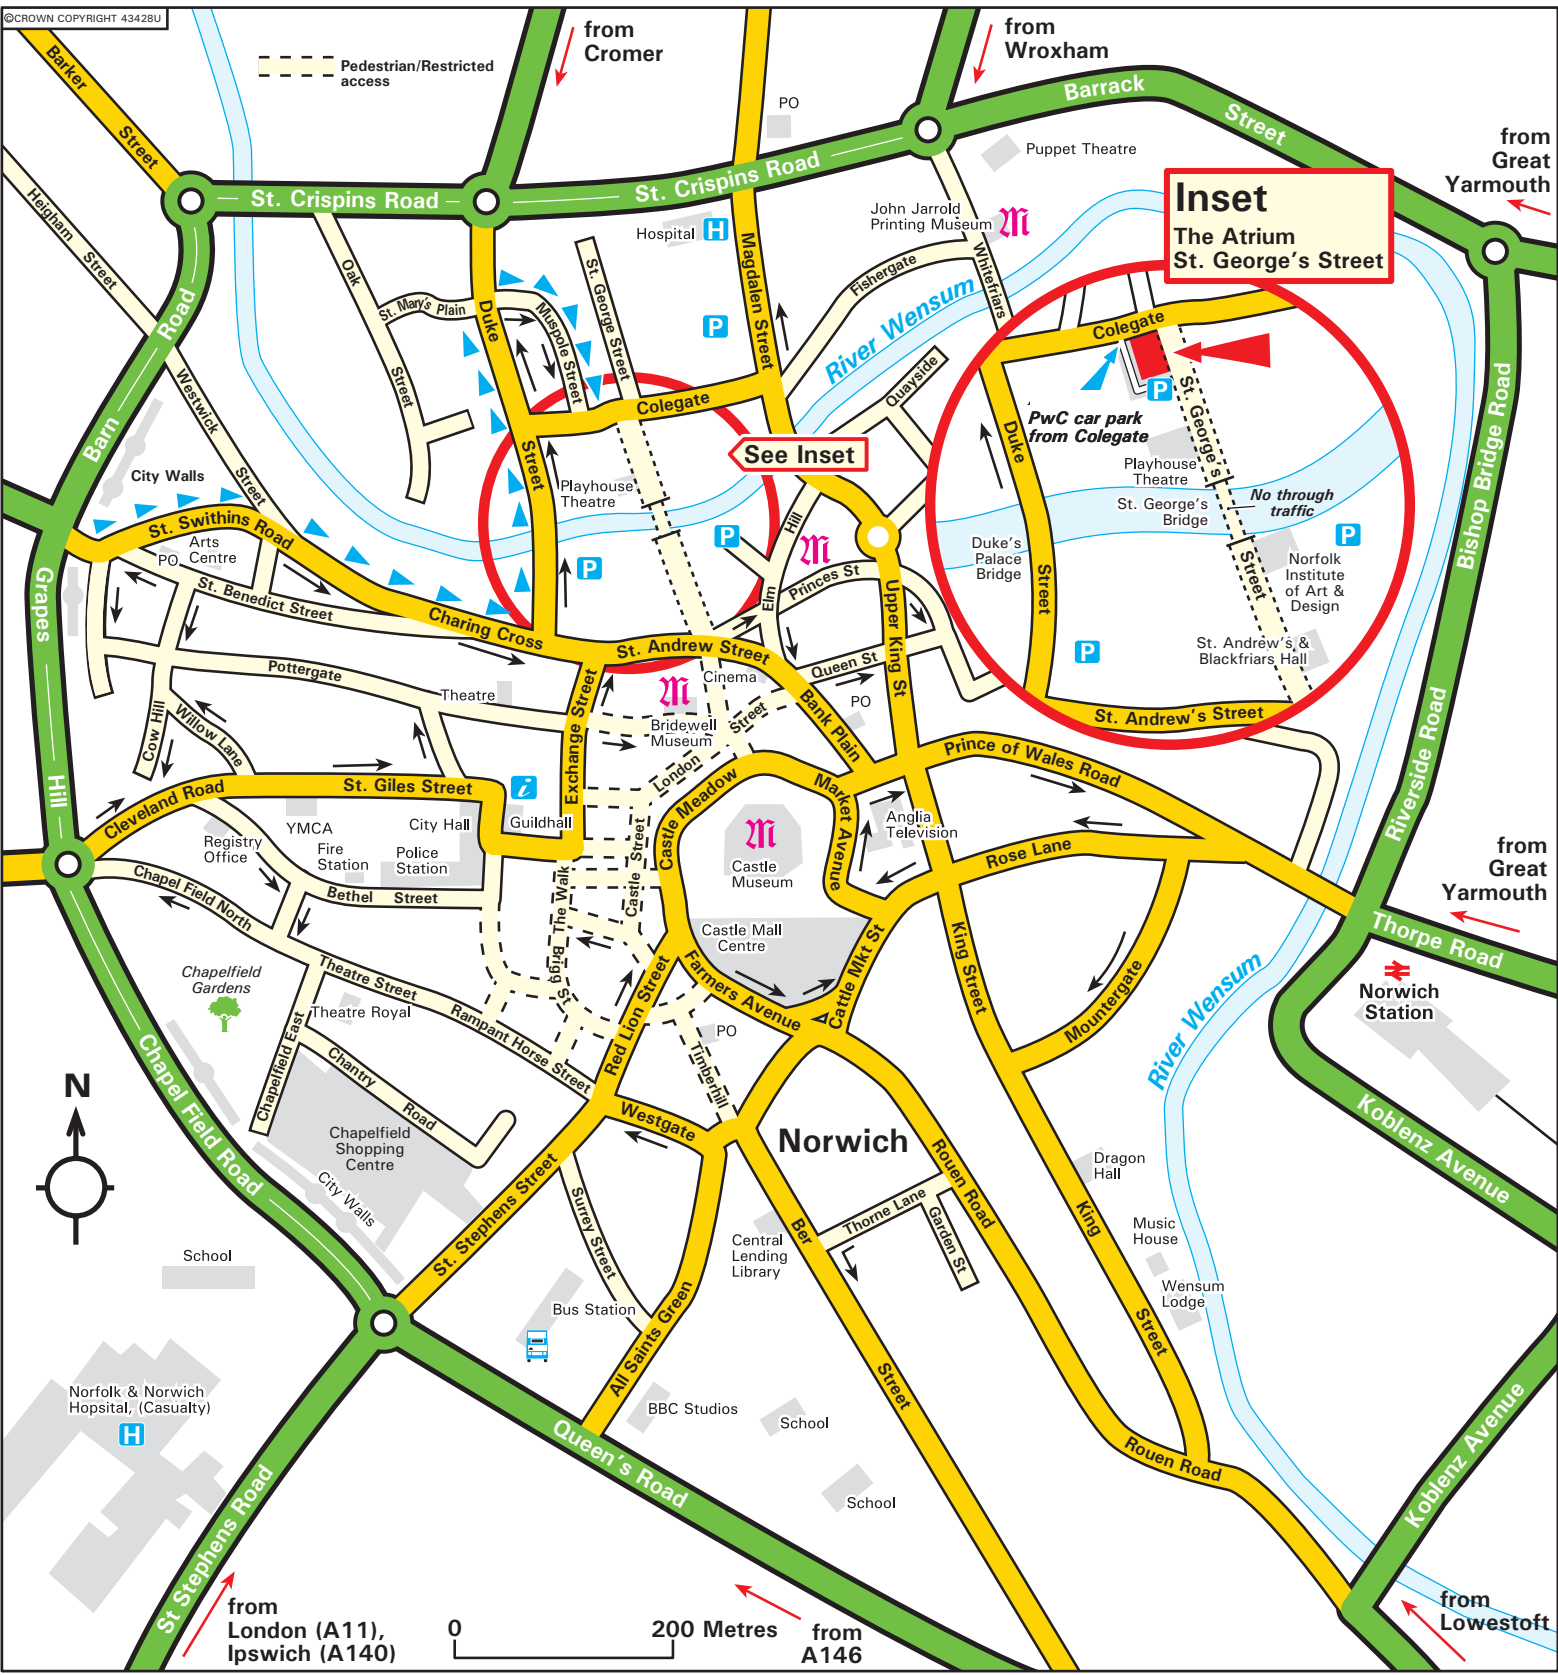 ©CROWN COPYRIGHT 43428U
Pedestrian/Restricted
access
from
Cromer
from
Wroxham
from
Great
Yarmouth
Barker
Street
Heigham
Street
St. Crispins Road
St. Crispins Road
Barrack
Street
PO
Puppet Theatre
Inset
The Atrium
St. George's Street
John Jarrold
Printing Museum
M
Hospital
H
Oak
Street
St. Mary's Plain
Duke
Street
Muspole Street
St. George Street
Magdalen Street
P
Fishergate
Whitefriars
River Wensum
Quayside
Colegate
See Inset
Colegate
PwC car park
from Colegate
P
St. George's
Street
Duke
Street
Playhouse
Theatre
St. George's
Bridge
No through
traffic
Duke's
Palace
Bridge
P
Norfolk
Institute
of Art &
Design
P
St. Andrew's &
Blackfriars Hall
St. Andrew's Street
Bishop Bridge Road
Riverside Road
Barn
Road
Westwick
Street
City Walls
St. Swithins Road
Arts
Centre
PO
St. Benedict Street
Charing Cross
Playhouse
Theatre
P
P
Elm
Hill
M
Princes St
Upper King St
Grapes
Hill
Pottergate
Theatre
St. Andrew Street
Cinema
M
Bridewell
Museum
Queen St
PO
Bank Plain
London
Street
Cow Hill
Willow Lane
Exchange Street
Cleveland Road
St. Giles Street
i
Guildhall
City Hall
YMCA
Fire
Station
Police
Station
Registry
Office
Bethel Street
Castle Meadow
Market Avenue
Prince of Wales Road
Anglia
Television
Rose Lane
M
Castle
Museum
Castle Street
The Walk
Brigg St
Chapel Field North
Theatre Street
Castle Mall
Centre
Cattle Mkt St
King Street
Mountergate
River Wensum
from
Great
Yarmouth
Thorpe Road
Norwich
Station
Koblenz Avenue
Chapelfield
Gardens
Theatre Royal
Rampant Horse Street
Red Lion Street
Farmers Avenue
PO
Timberhill
Chapelfield East
Chantry
Road
Chapel Field Road
N
Chapelfield
Shopping
Centre
City Walls
Westgate
Norwich
St. Stephens Street
Surrey Street
Central
Lending
Library
Ber
Street
Thorne Lane
Garden St
Rouen Road
Dragon
Hall
King
Street
Music
House
Wensum
Lodge
School
Bus Station
All Saints Green
BBC Studios
School
School
Norfolk & Norwich
Hopsital, (Casualty)
H
Queen's Road
Rouen Road
Koblenz Avenue
St Stephens Road
from
London (A11),
Ipswich (A140)
0
200 Metres
from
A146
from
Lowestoft